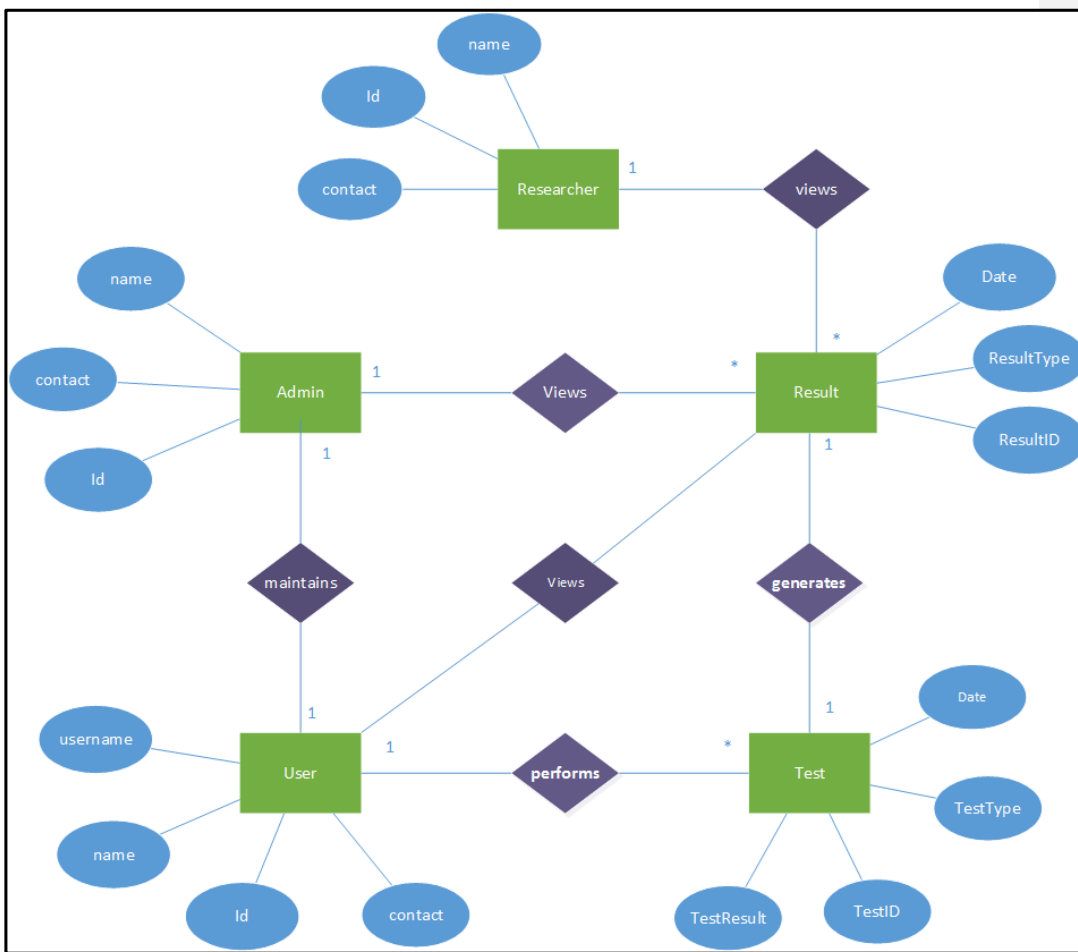 name
Id
contact
Researcher
1
views
*
name
contact
Id
Admin
1
1
Views
*
Result
1
Date
ResultType
ResultID
maintains
Views
generates
1
1
username
name
Id
contact
User
1
performs
*
Test
Date
TestType
TestID
TestResult